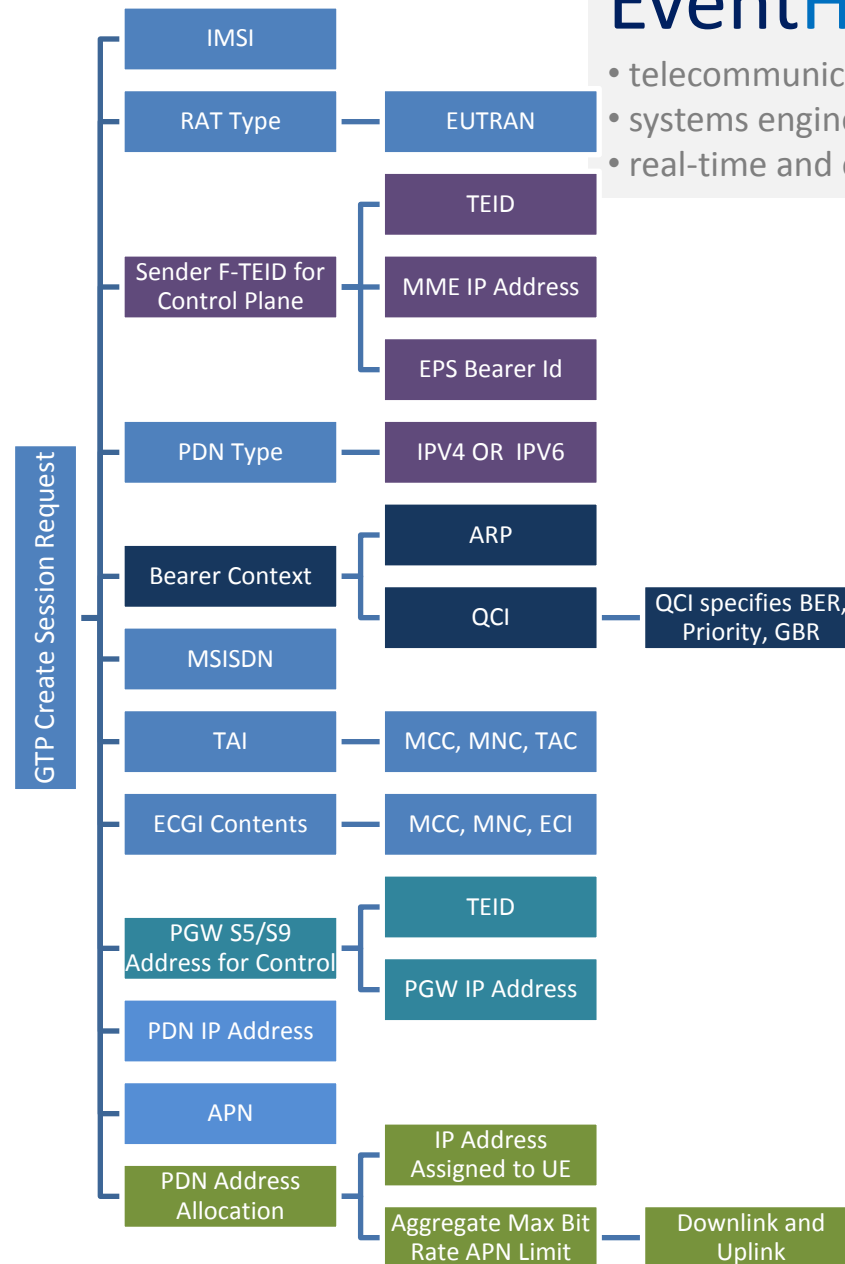 EventH
• telecommunic
• systems engine
• real-time and
IMSI
RAT Type
EUTRAN
Sender F-TEID for
Control Plane
TEID
MME IP Address
EPS Bearer Id
PDN Type
IPV4 OR IPV6
GTP Create Session Request
Bearer Context
ARP
QCI
QCI specifies BER,
Priority, GBR
MSISDN
TAI
MCC, MNC, TAC
ECGI Contents
MCC, MNC, ECI
PGW S5/S9
Address for Control
TEID
PGW IP Address
PDN IP Address
APN
PDN Address
Allocation
IP Address
Assigned to UE
Aggregate Max Bit
Rate APN Limit
Downlink and
Uplink